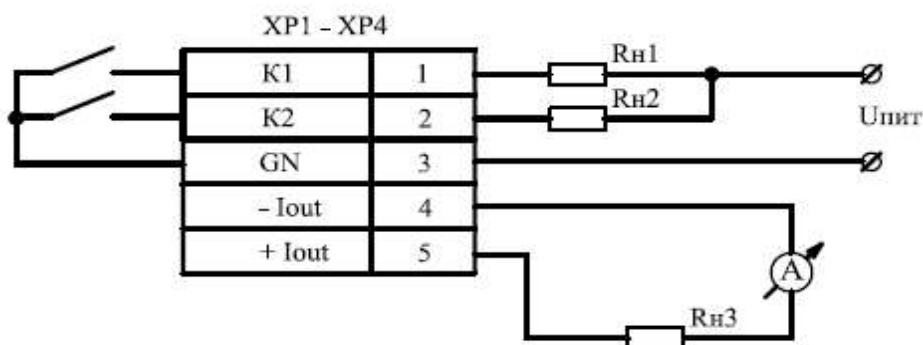 XP1 - XP4
K1 1
K2 2
GN 3
- Iout 4
+ Iout 5
Rн1
Rн2
Uпит
A
Rн3